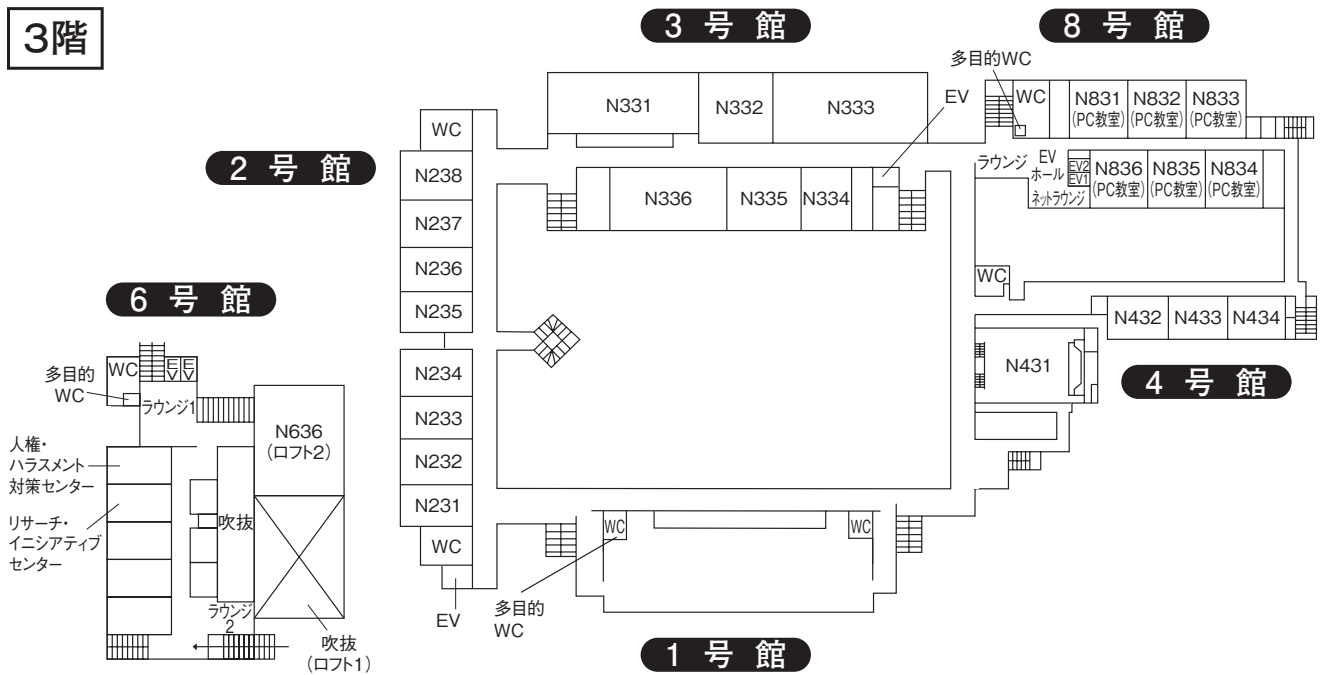 3階
3 号 館
8 号 館
多目的WC
EV
N331
N332
N333
WC
N831
(PC教室)
N832
(PC教室)
N833
(PC教室)
2 号 館
WC
N238
N237
N236
N235
N234
N233
N232
N231
WC
EV
N336
N335
N334
ラウンジ
EV
ホール
EV2
EV1
ネットラウンジ
N836
(PC教室)
N835
(PC教室)
N834
(PC教室)
WC
N432
N433
N434
N431
4 号 館
6 号 館
WC
EV
EV
多目的
WC
ラウンジ1
N636
(ロフト2)
人権・
ハラスメント
対策センター
リサーチ・
イニシアティブ
センター
吹抜
ラウンジ
2
吹抜
(ロフト1)
WC
WC
多目的
WC
1 号 館